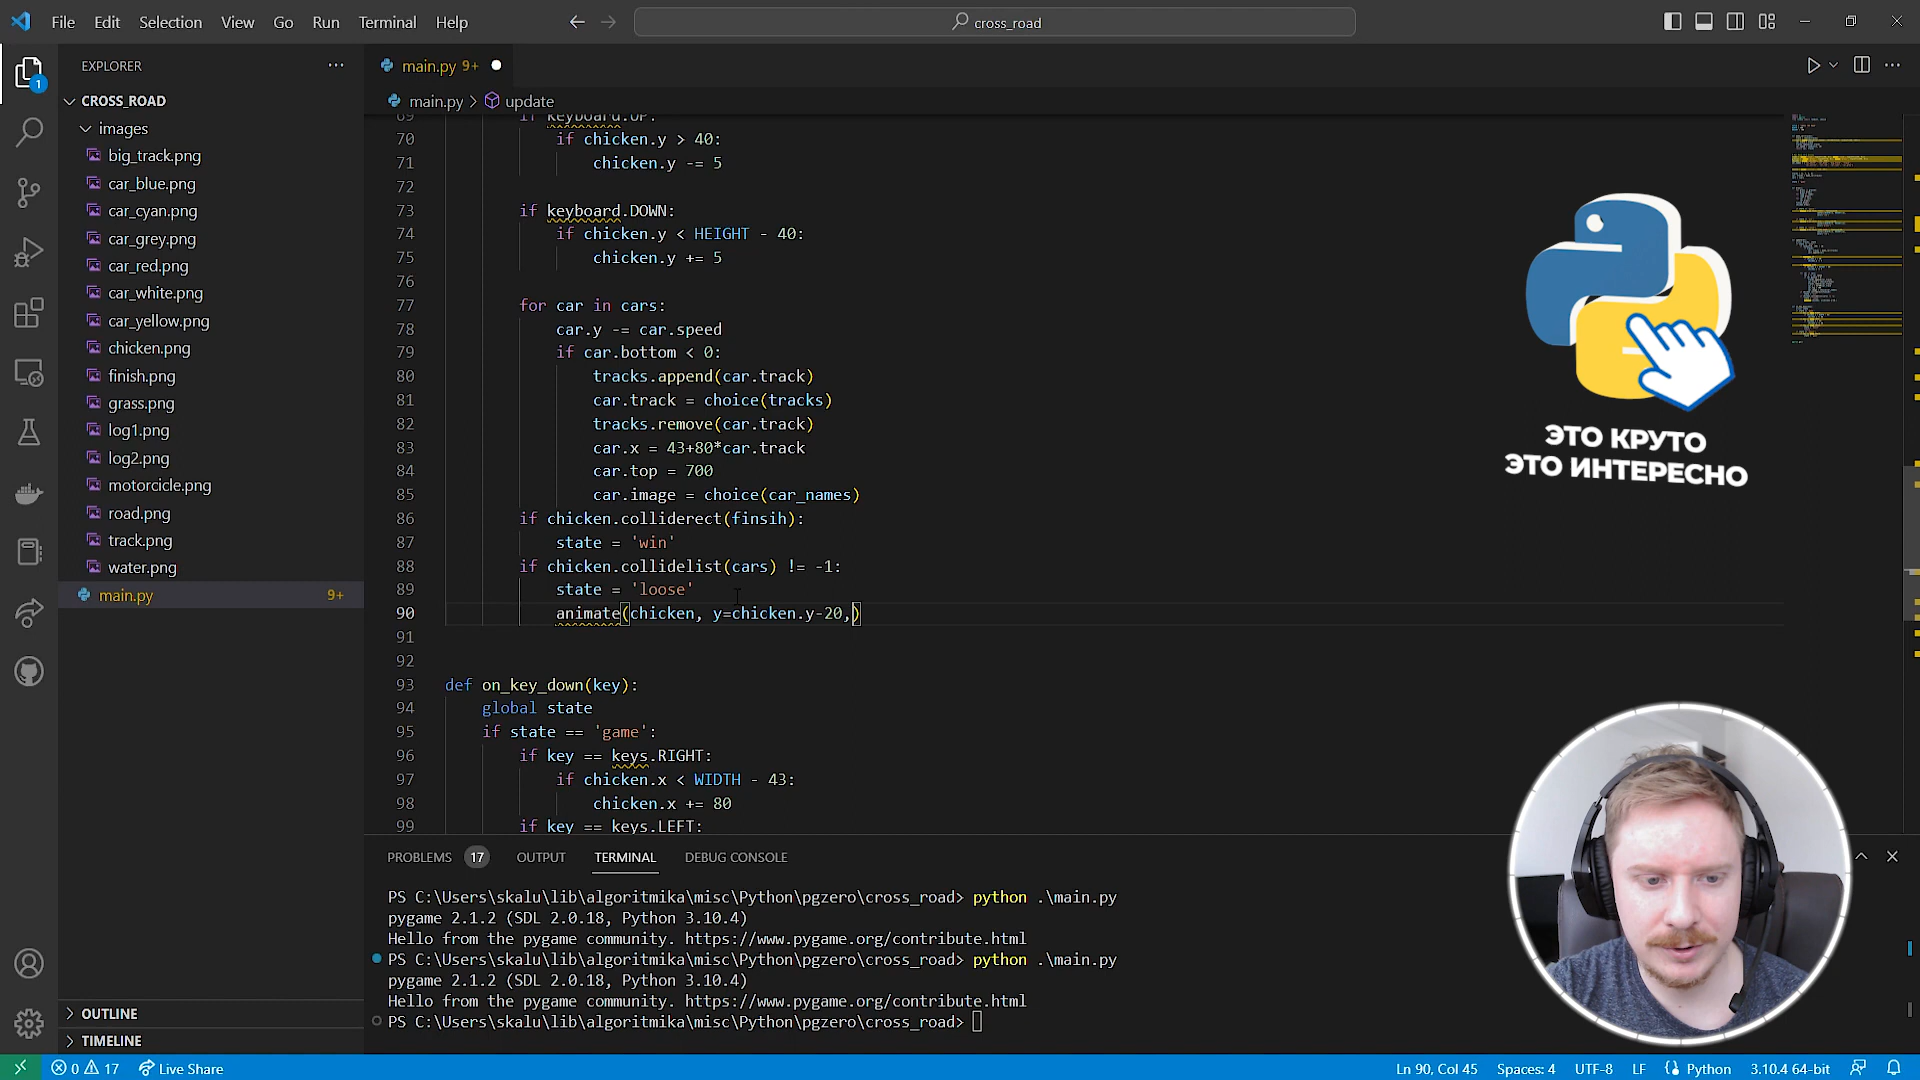 File Edit Selection View Go Run Terminal Help
cross_road
EXPLORER
main.py 9+
CROSS_ROAD
main.py > update
images
big_track.png
car_blue.png
car_cyan.png
car_grey.png
car_red.png
car_white.png
car_yellow.png
chicken.png
finish.png
grass.png
log1.png
log2.png
motorcicle.png
road.png
track.png
water.png
main.py 9+
OUTLINE
TIMELINE
69 if keyboard.UP:
70 if chicken.y > 40:
71 chicken.y -= 5
72
73 if keyboard.DOWN:
74 if chicken.y < HEIGHT - 40:
75 chicken.y += 5
76
77 for car in cars:
78 car.y -= car.speed
79 if car.bottom < 0:
80 tracks.append(car.track)
81 car.track = choice(tracks)
82 tracks.remove(car.track)
83 car.x = 43+80*car.track
84 car.top = 700
85 car.image = choice(car_names)
86 if chicken.colliderect(finsih):
87 state = 'win'
88 if chicken.collidelist(cars) != -1:
89 state = 'loose'
90 animate(chicken, y=chicken.y-20,)
91
92
93 def on_key_down(key):
94 global state
95 if state == 'game':
96 if key == keys.RIGHT:
97 if chicken.x < WIDTH - 43:
98 chicken.x += 80
99 if key == keys.LEFT:
ЭТО КРУТО
ЭТО ИНТЕРЕСНО
PROBLEMS 17 OUTPUT TERMINAL DEBUG CONSOLE
PS C:\Users\skalu\lib\algoritmika\misc\Python\pgzero\cross_road> python .\main.py
pygame 2.1.2 (SDL 2.0.18, Python 3.10.4)
Hello from the pygame community. https://www.pygame.org/contribute.html
PS C:\Users\skalu\lib\algoritmika\misc\Python\pgzero\cross_road> python .\main.py
pygame 2.1.2 (SDL 2.0.18, Python 3.10.4)
Hello from the pygame community. https://www.pygame.org/contribute.html
PS C:\Users\skalu\lib\algoritmika\misc\Python\pgzero\cross_road>
0 17 Live Share Ln 90, Col 45 Spaces: 4 UTF-8 LF Python 3.10.4 64-bit